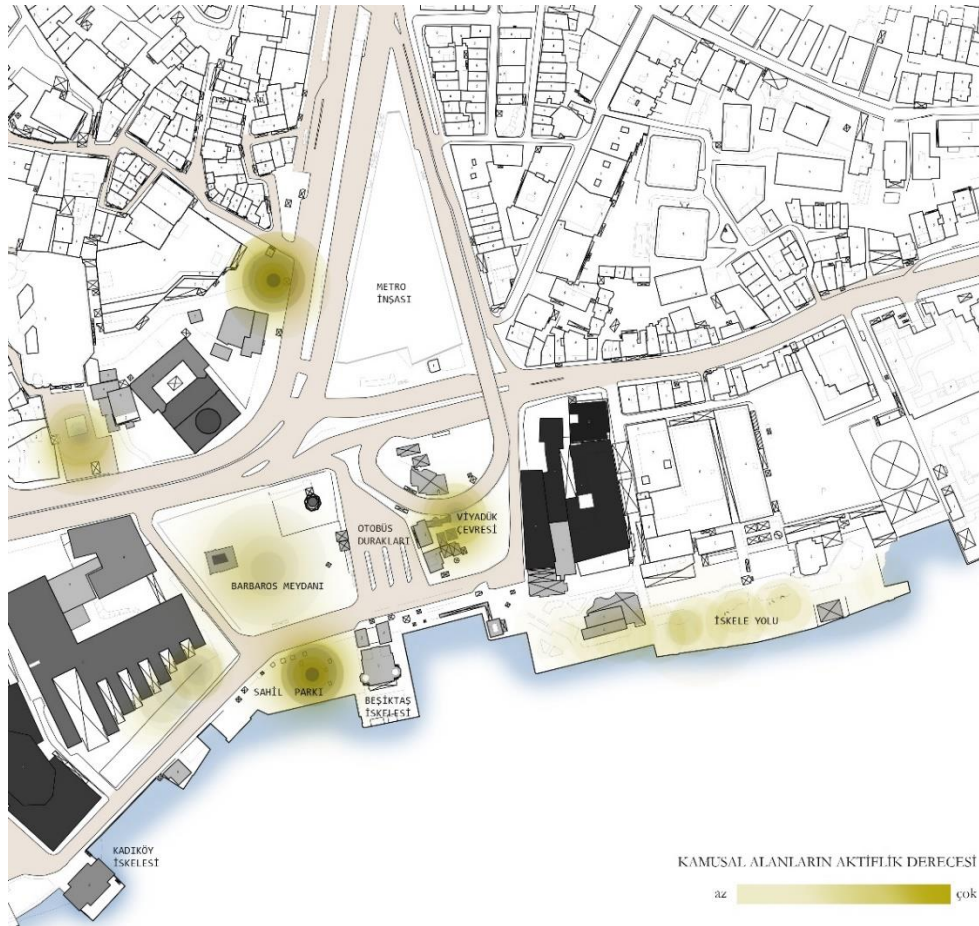 METRO
İNŞASI
VİYADÜK
ÇEVRESİ
OTOBÜS
DURAKLARI
BARBAROS MEYDANI
İSKELE YOLU
SAHİL PARKI
BEŞİKTAŞ
İSKELESİ
KADIKÖY
İSKELESİ
KAMUSAL ALANLARIN AKTİFLİK DERECESİ
az
çok